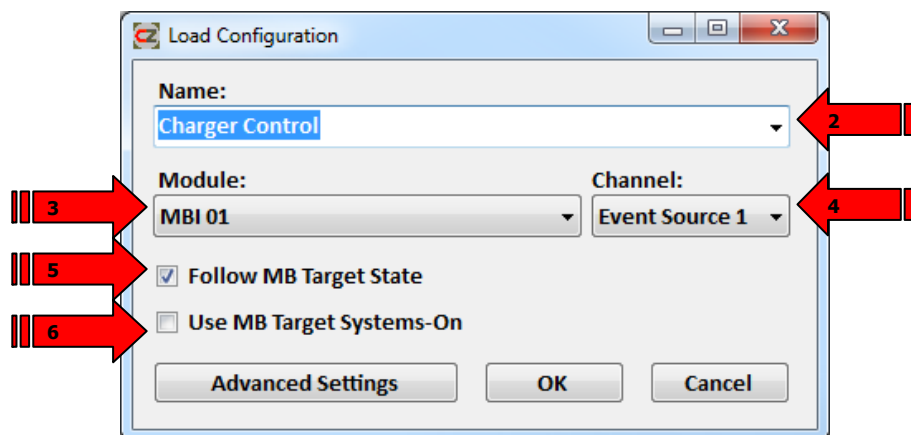 CZ Load Configuration
Name:
Charger Control
2
Module:
Channel:
3
MBI 01
Event Source 1
4
5
Follow MB Target State
6
Use MB Target Systems-On
Advanced Settings
OK
Cancel